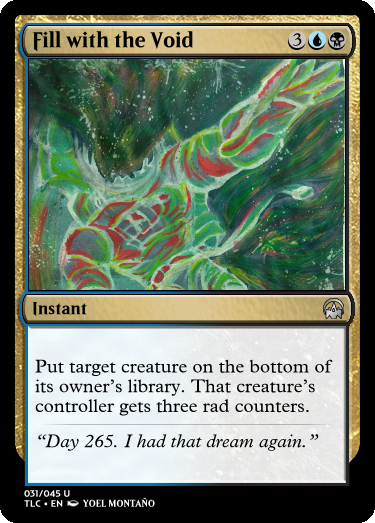 Fill with the Void 3
Instant
Put target creature on the bottom of
its owner's library. That creature's
controller gets three rad counters.
“Day 265. I had that dream again.”
031/045 U
TLC • EN YOEL MONTAÑO